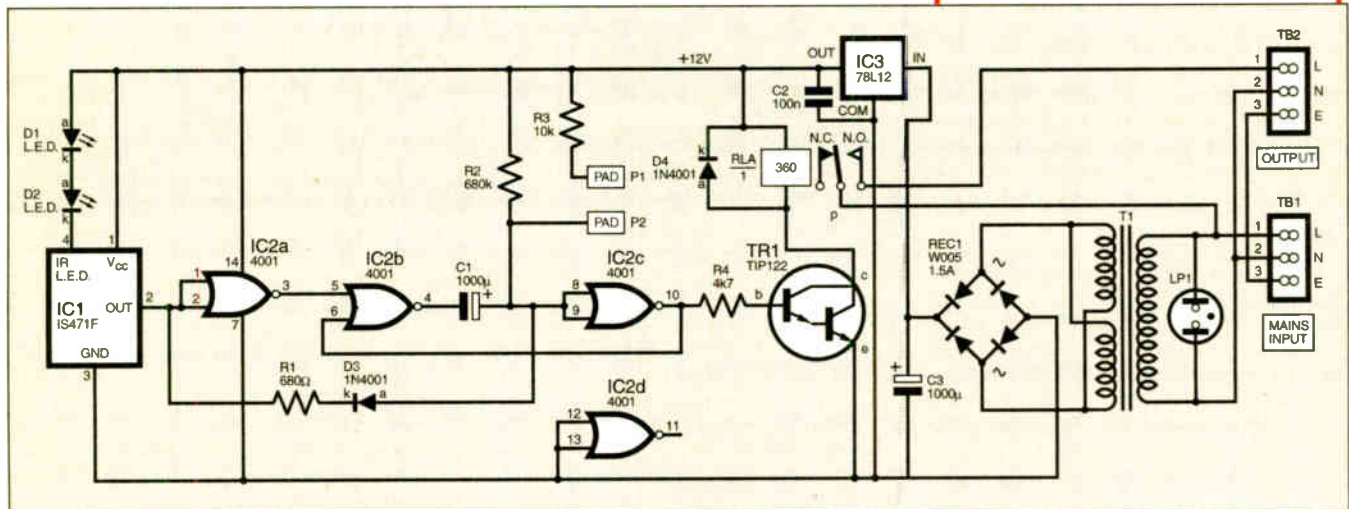 D1
L.E.D.
a
k
D2
L.E.D.
a
k
4
1
IR
L.E.D.
VCC
IC1
IS471F
OUT
2
GND
3
IC2a
4001
14
1
2
3
7
IC2b
4001
5
6
4
C1
1000µ
+
R1
680Ω
D3
1N4001
k
a
R2
680k
R3
10k
PAD
P1
PAD
P2
IC2c
4001
8
9
10
IC2d
4001
12
13
11
R4
4k7
+12V
D4
1N4001
k
a
RLA
1
360
TR1
TIP122
b
c
e
C2
100n
OUT
IC3
78L12
IN
COM
N.C.
N.O.
p
REC1
W005
1.5A
~
~
+
C3
1000µ
T1
LP1
TB2
1
L
2
N
3
E
OUTPUT
TB1
1
L
2
N
3
E
MAINS
INPUT